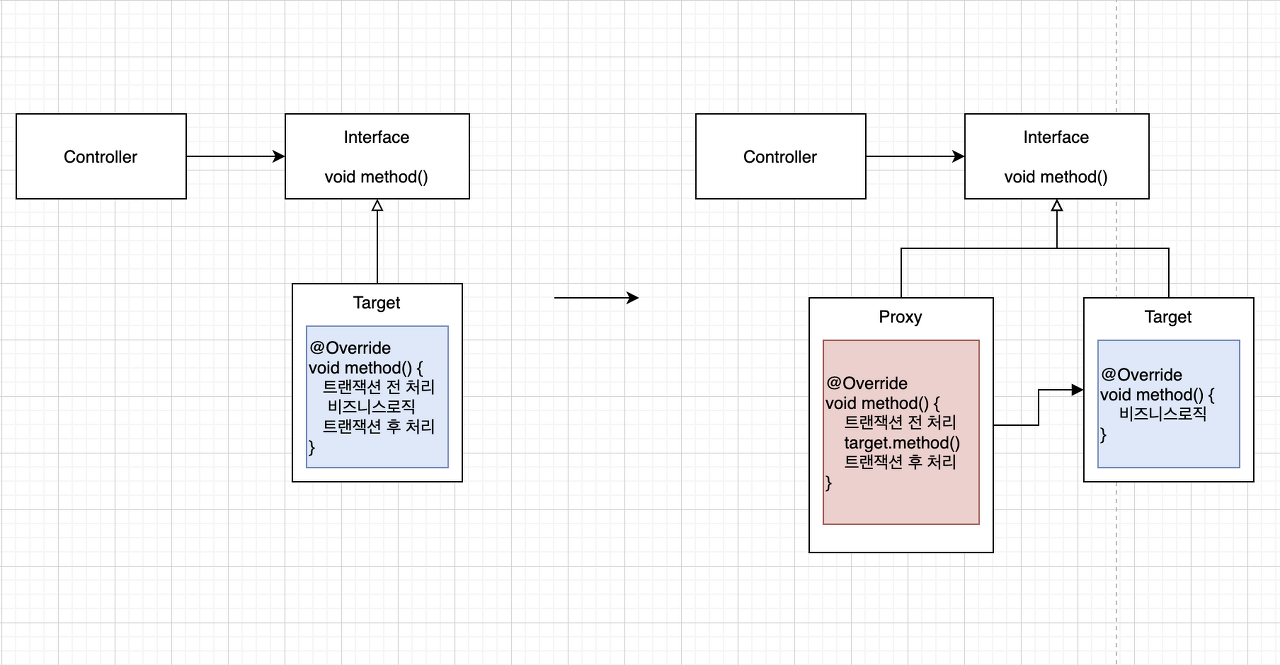 Controller
Interface
void method()
Target
@Override
void method() {
트랜잭션 전 처리
비즈니스로직
트랜잭션 후 처리
}
Controller
Interface
void method()
Proxy
@Override
void method() {
트랜잭션 전 처리
target.method()
트랜잭션 후 처리
}
Target
@Override
void method() {
비즈니스로직
}